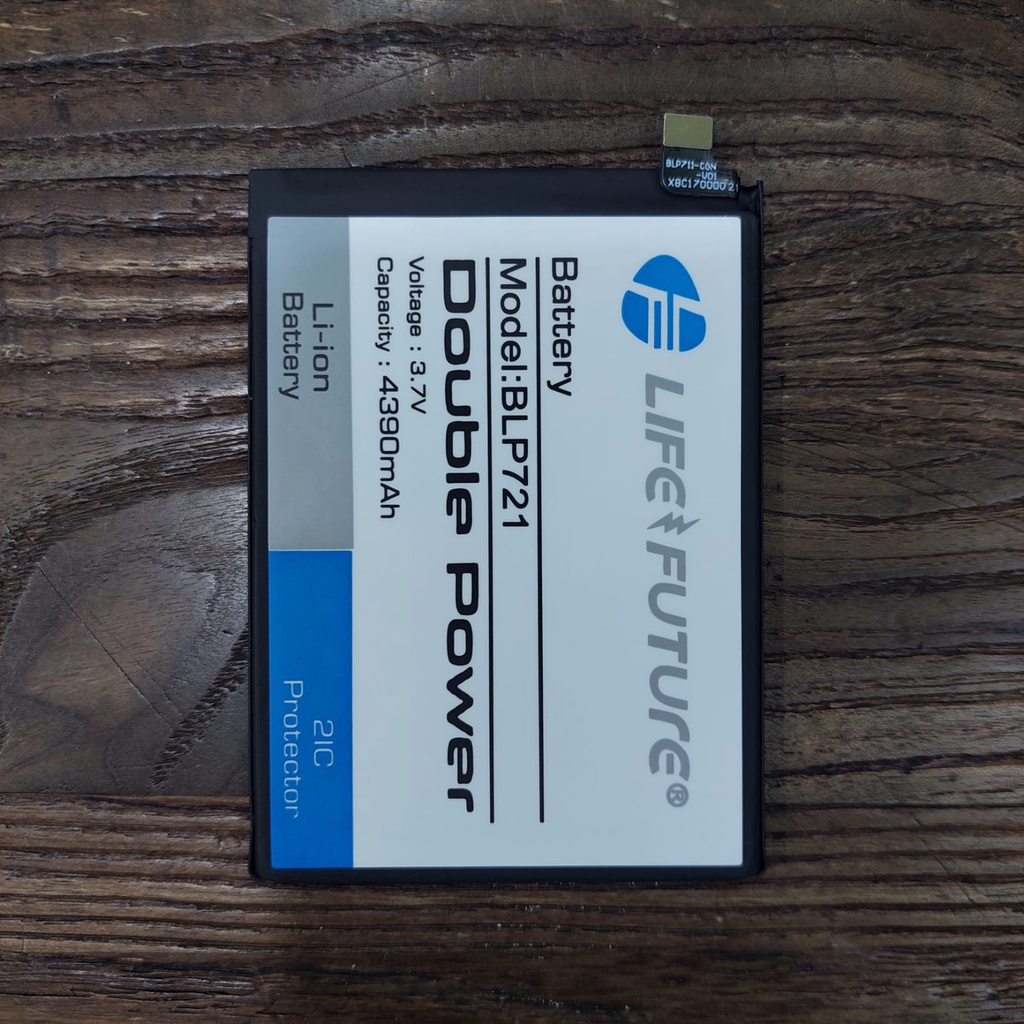 LIFE FUTURE®
Battery
Model:BLP721
Double Power
Voltage : 3.7V
Capacity : 4390mAh
Li-ion
Battery
2IC
Protector
BLP711-CON
-V01
X8C17000021